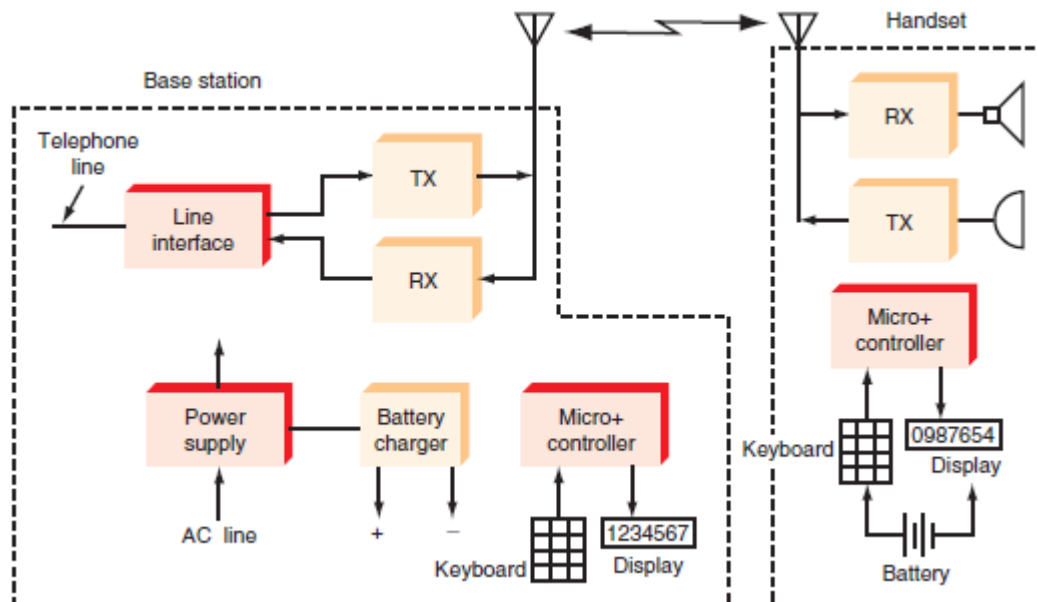 Base station
Telephone
line
Line
interface
TX
RX
Power
supply
AC line
Battery
charger
+
−
Micro+
controller
Keyboard
1234567
Display
Handset
RX
TX
Micro+
controller
Keyboard
0987654
Display
Battery